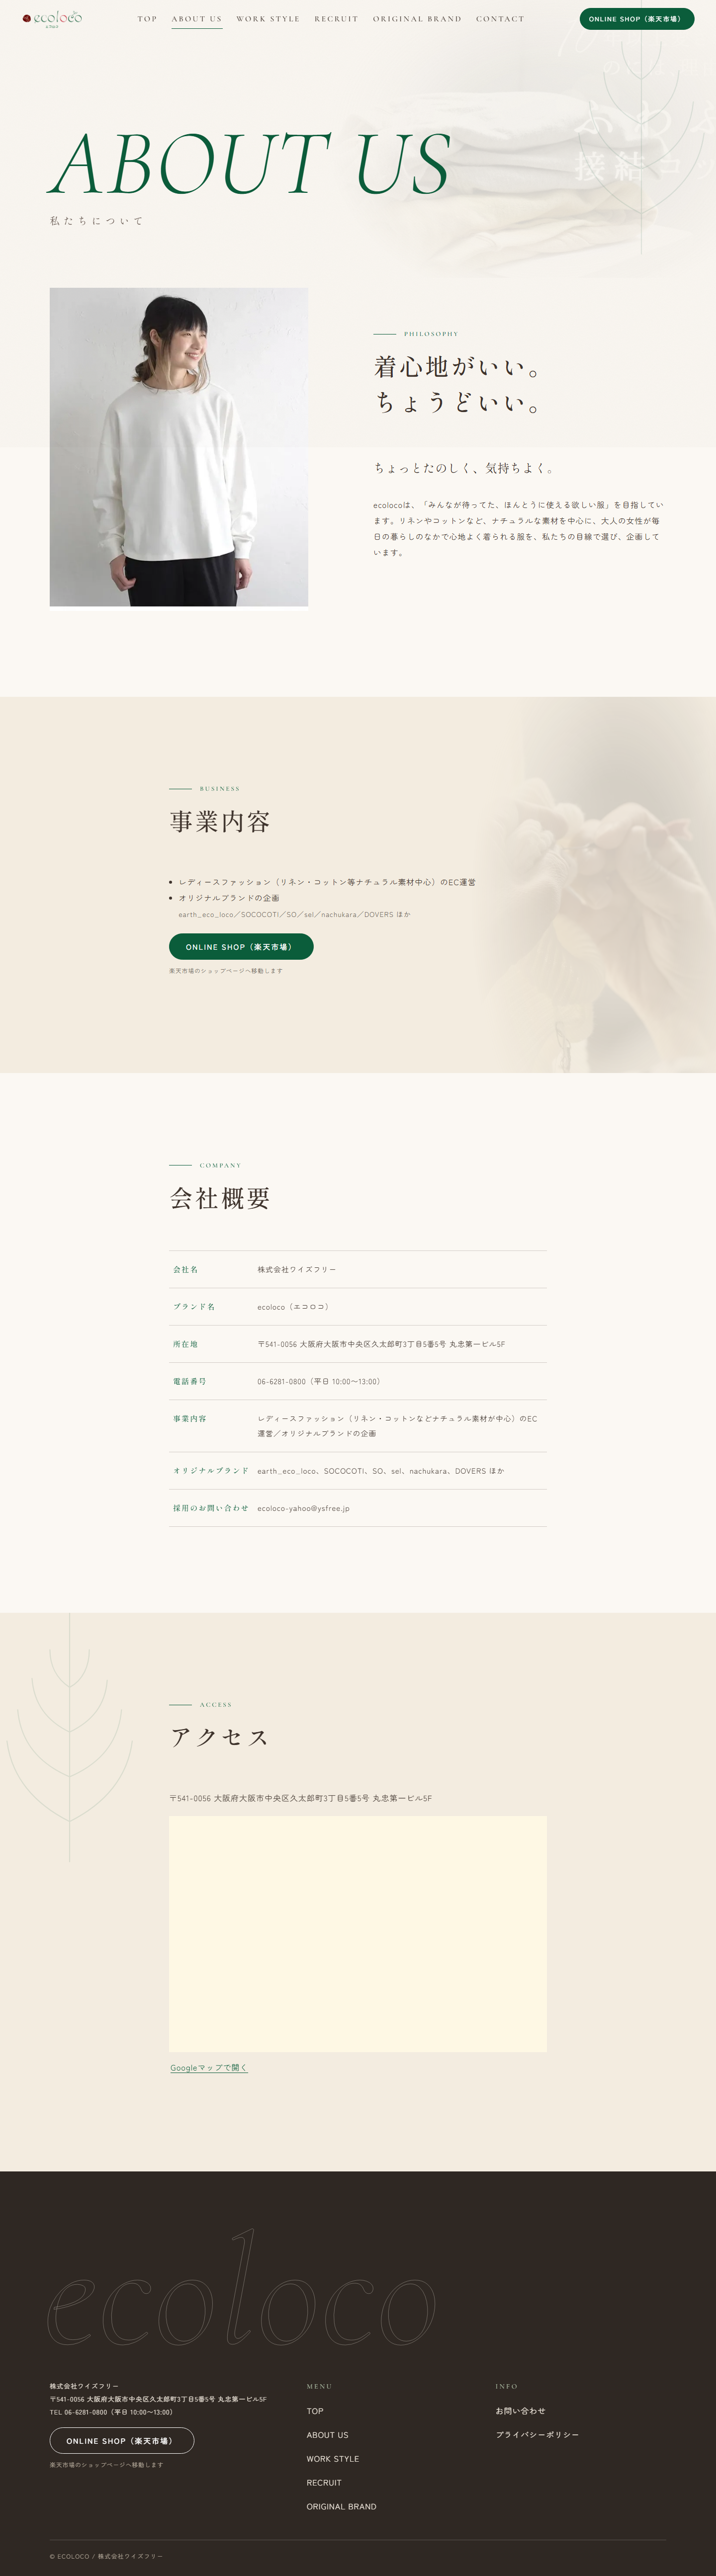 ecoloco
TOP
ABOUT US
WORK STYLE
RECRUIT
ORIGINAL BRAND
CONTACT
ONLINE SHOP（楽天市場）
ふわふ
接結コッ
ABOUT US
私たちについて
PHILOSOPHY
着心地がいい。
ちょうどいい。
ちょっとたのしく、気持ちよく。
ecolocoは、「みんなが待ってた、ほんとうに使える欲しい服」を目指してい
ます。リネンやコットンなど、ナチュラルな素材を中心に、大人の女性が毎
日の暮らしのなかで心地よく着られる服を、私たちの目線で選び、企画して
います。
BUSINESS
事業内容
レディースファッション（リネン・コットン等ナチュラル素材中心）のEC運営
オリジナルブランドの企画
earth_eco_loco／SOCOCOTI／SO／sel／nachukara／DOVERS ほか
ONLINE SHOP（楽天市場）
楽天市場のショップページへ移動します
COMPANY
会社概要
会社名 株式会社ワイズフリー
ブランド名 ecoloco（エコロコ）
所在地 〒541-0056 大阪府大阪市中央区久太郎町3丁目5番5号 丸忠第一ビル5F
電話番号 06-6281-0800（平日 10:00〜13:00）
事業内容 レディースファッション（リネン・コットンなどナチュラル素材が中心）のEC
運営／オリジナルブランドの企画
オリジナルブランド earth_eco_loco、SOCOCOTI、SO、sel、nachukara、DOVERS ほか
採用のお問い合わせ ecoloco-yahoo@ysfree.jp
ACCESS
アクセス
〒541-0056 大阪府大阪市中央区久太郎町3丁目5番5号 丸忠第一ビル5F
Googleマップで開く
ecoloco
株式会社ワイズフリー
〒541-0056 大阪府大阪市中央区久太郎町3丁目5番5号 丸忠第一ビル5F
TEL 06-6281-0800（平日 10:00〜13:00）
ONLINE SHOP（楽天市場）
楽天市場のショップページへ移動します
MENU
TOP
ABOUT US
WORK STYLE
RECRUIT
ORIGINAL BRAND
INFO
お問い合わせ
プライバシーポリシー
© ECOLOCO / 株式会社ワイズフリー